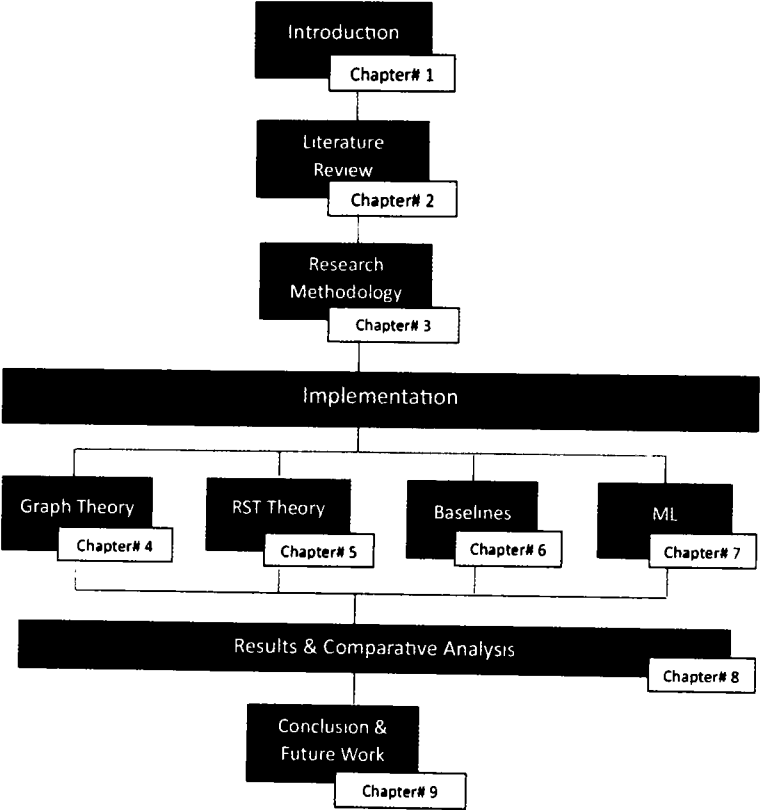 Introduction
Chapter# 1
Literature
Review
Chapter# 2
Research
Methodology
Chapter# 3
Implementation
Graph Theory
Chapter# 4
RST Theory
Chapter# 5
Baselines
Chapter# 6
ML
Chapter# 7
Results & Comparative Analysis
Chapter# 8
Conclusion &
Future Work
Chapter# 9